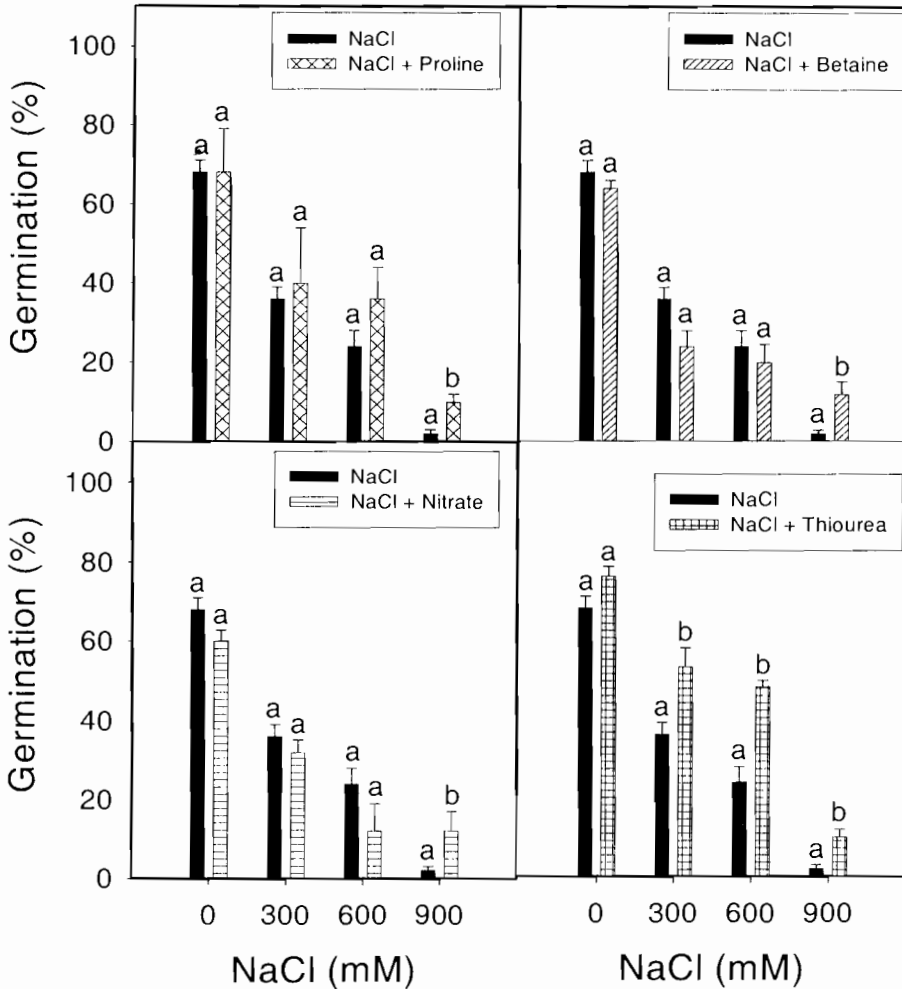 NaCl
NaCl + Proline
NaCl
NaCl + Betaine
Germination (%)
100
80
60
40
20
0
a
a
a
a
a
a
a
b
a
a
a
a
a
a
a
b
NaCl
NaCl + Nitrate
NaCl
NaCl + Thiourea
Germination (%)
100
80
60
40
20
0
a
a
a
a
a
a
a
b
a
a
a
b
a
b
a
b
0 300 600 900
0 300 600 900
NaCl (mM)
NaCl (mM)